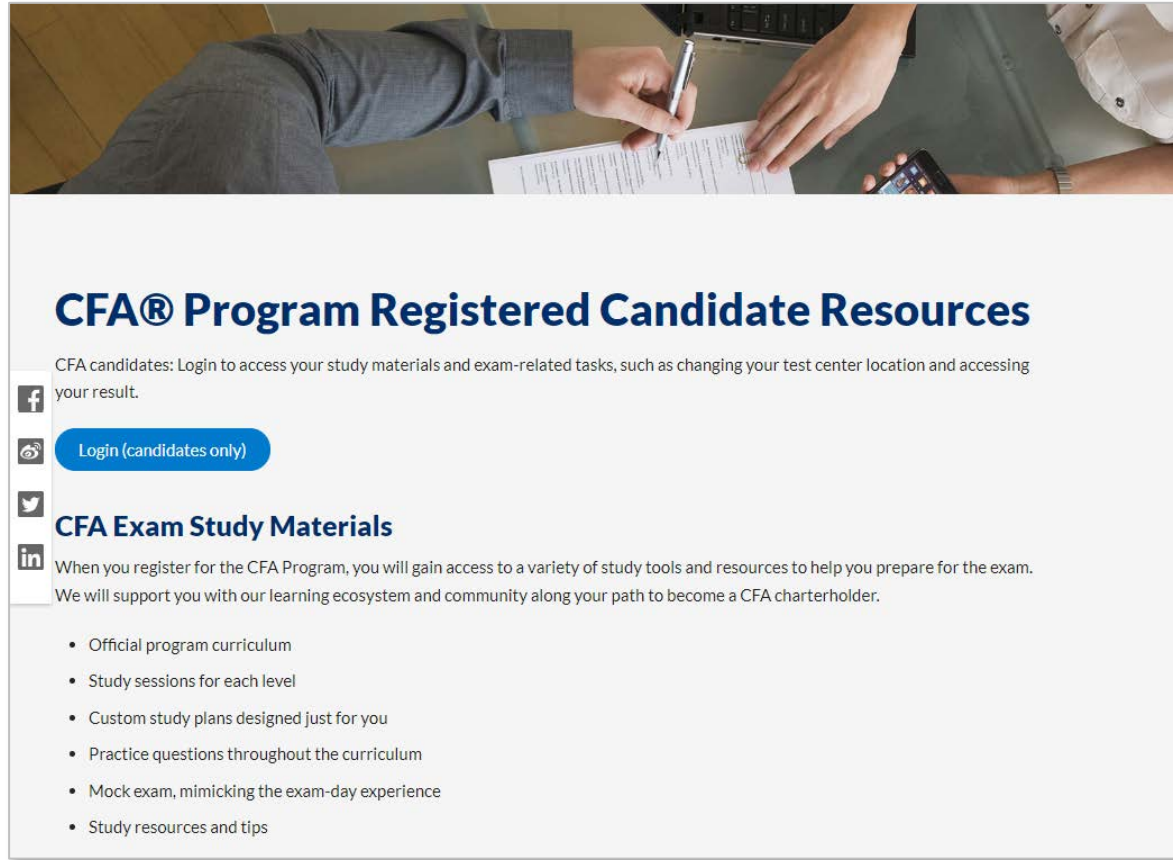 CFA® Program Registered Candidate Resources
CFA candidates: Login to access your study materials and exam-related tasks, such as changing your test center location and accessing
your result.
Login (candidates only)
CFA Exam Study Materials
When you register for the CFA Program, you will gain access to a variety of study tools and resources to help you prepare for the exam.
We will support you with our learning ecosystem and community along your path to become a CFA charterholder.
• Official program curriculum
• Study sessions for each level
• Custom study plans designed just for you
• Practice questions throughout the curriculum
• Mock exam, mimicking the exam-day experience
• Study resources and tips